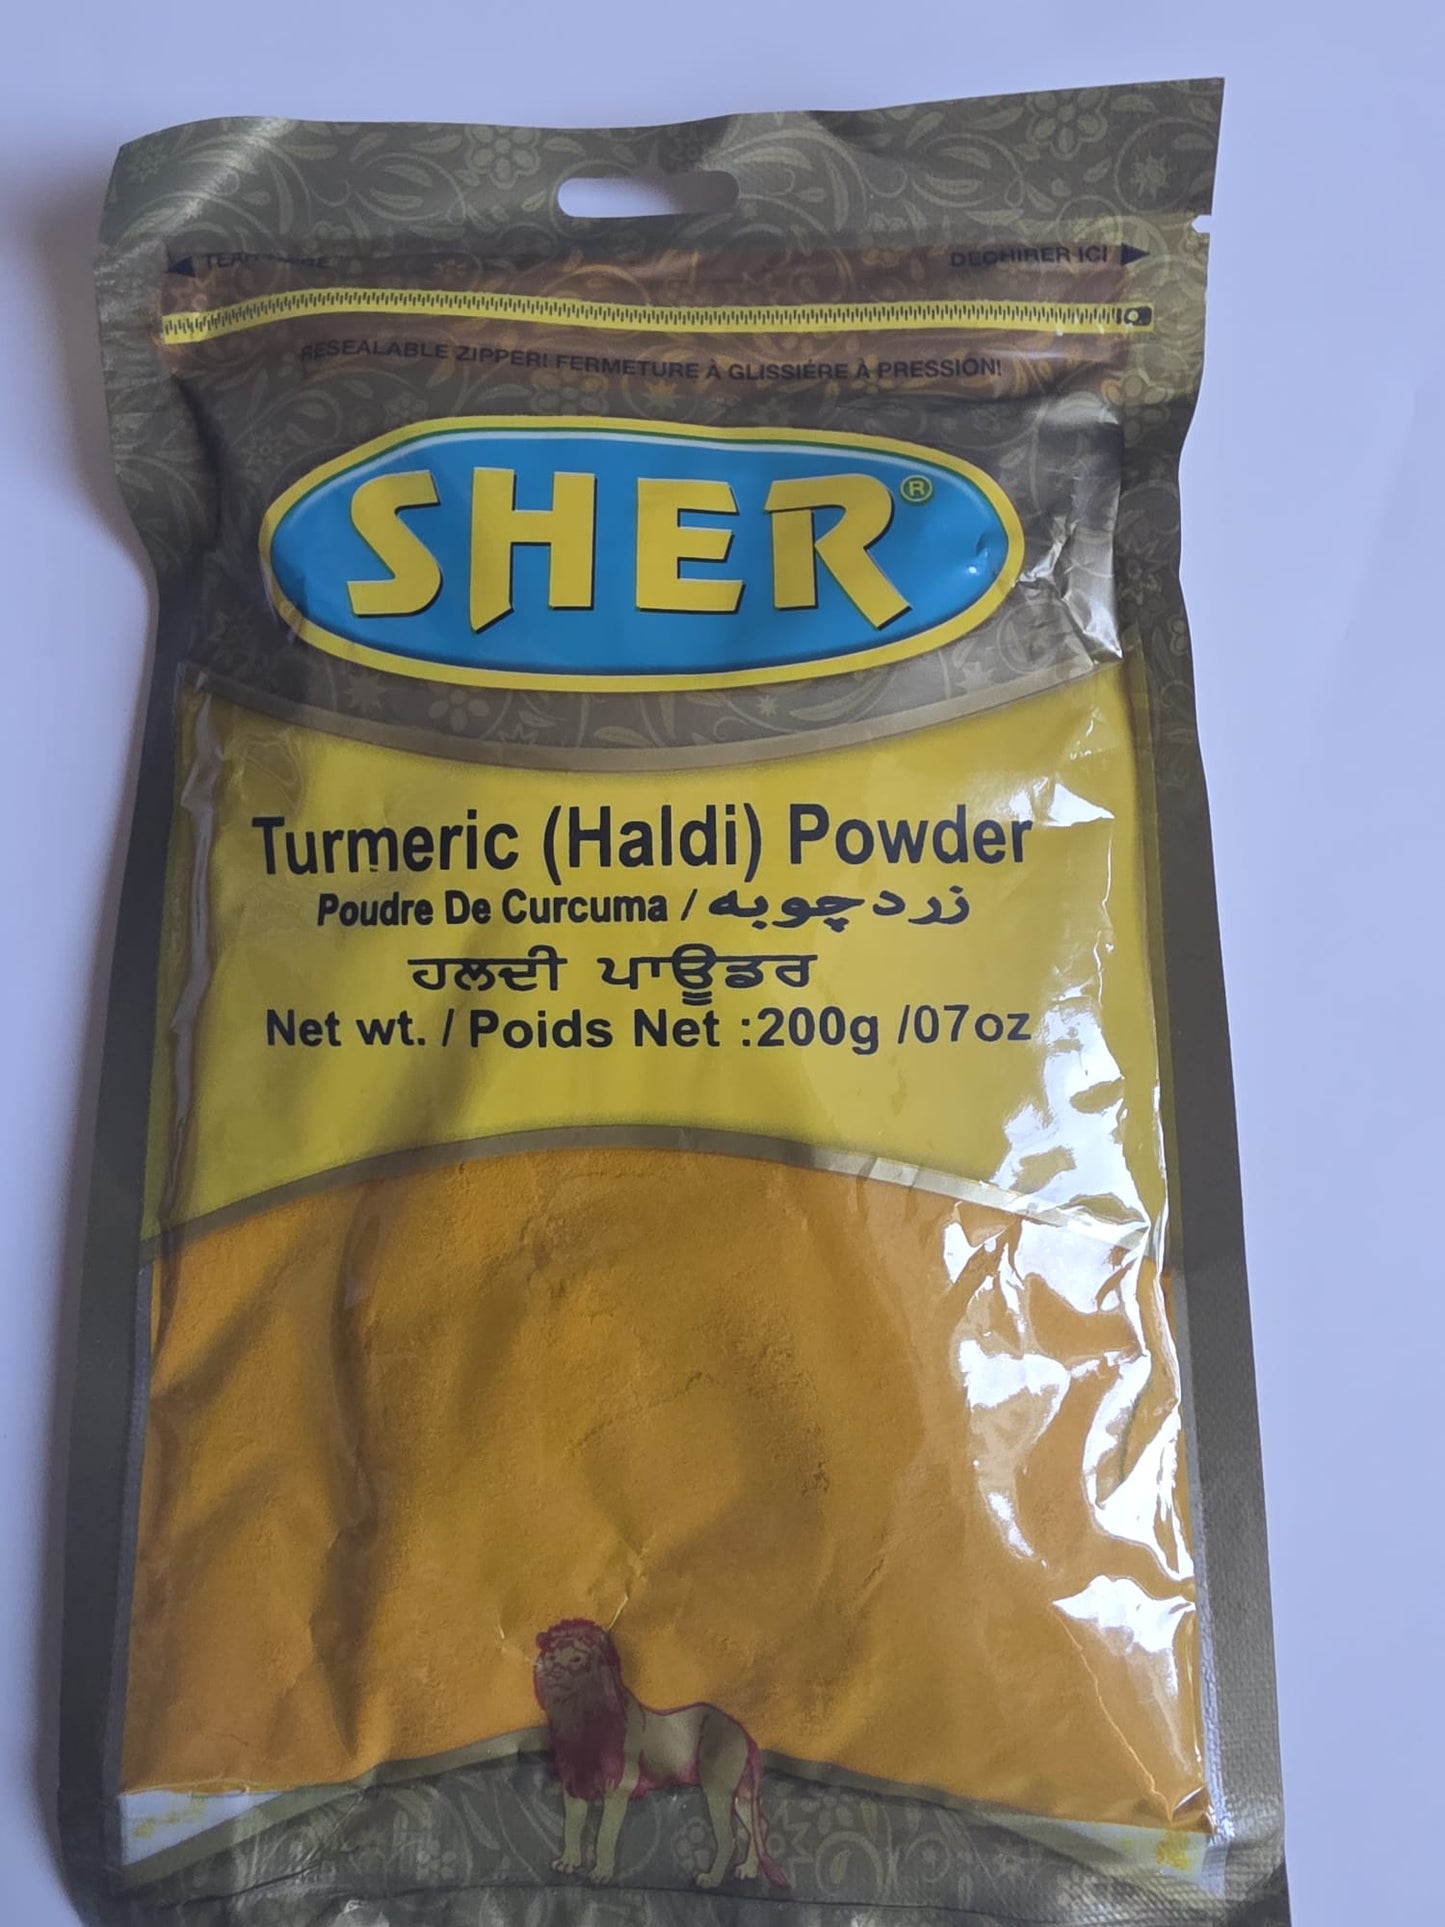 TEAR HERE
DECHIRER ICI
RESEALABLE ZIPPER! FERMETURE À GLISSIÉRE À PRESSION!
SHER®
Turmeric (Haldi) Powder
Poudre De Curcuma / زردچوبه
ਹਲਦੀ ਪਾਊਡਰ
Net wt. / Poids Net :200g /07oz